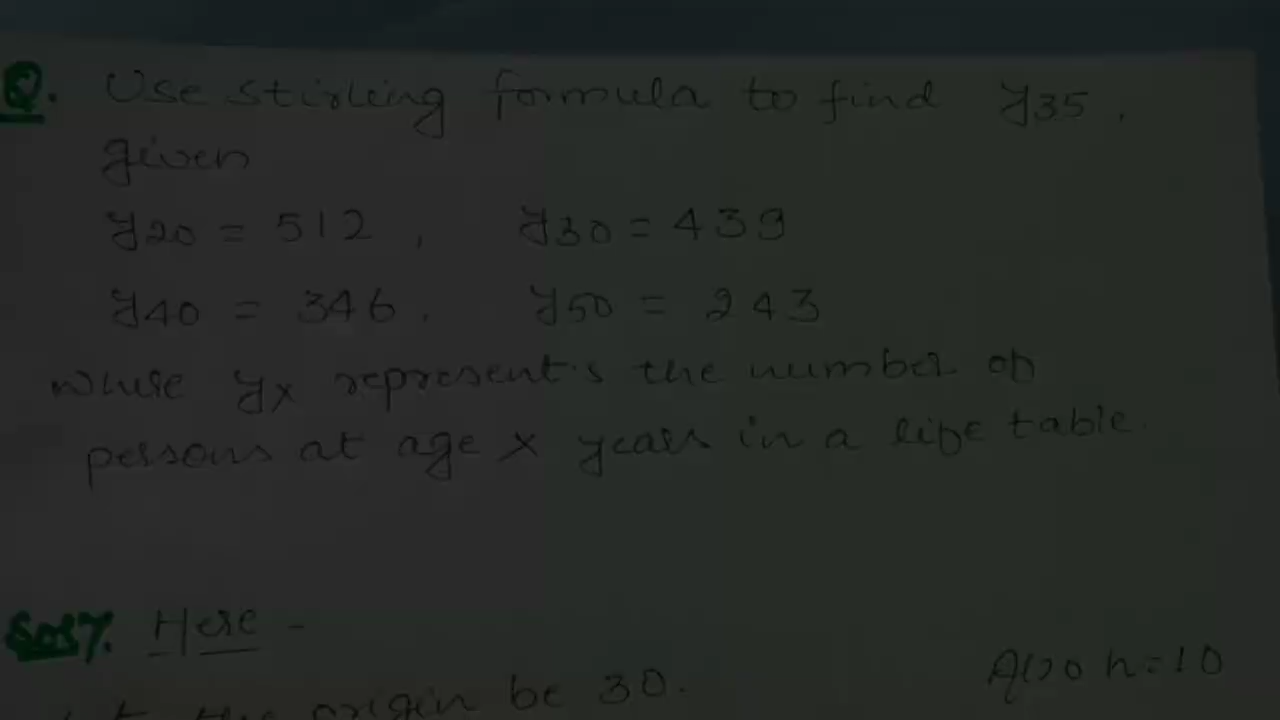 Q. Use stirling formula to find y35,
given
y20 = 512, y30 = 439
y40 = 346. y50 = 243
where yx represents the number of
persons at age x years in a life table.
Soln. Here -
Also h=10
the origin be 30.